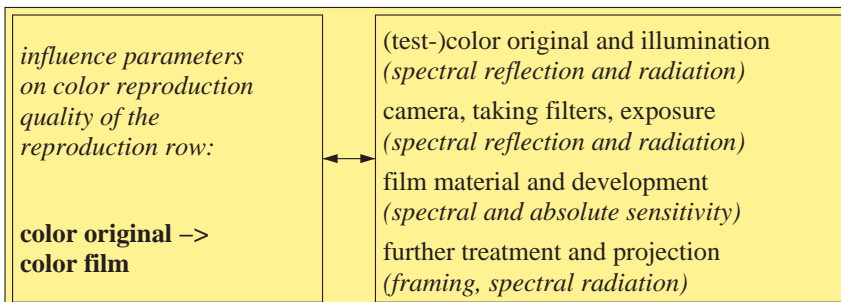 influence parameters
on color reproduction
quality of the
reproduction row:
color original –>
color film
(test-)color original and illumination
(spectral reflection and radiation)
camera, taking filters, exposure
(spectral reflection and radiation)
film material and development
(spectral and absolute sensitivity)
further treatment and projection
(framing, spectral radiation)